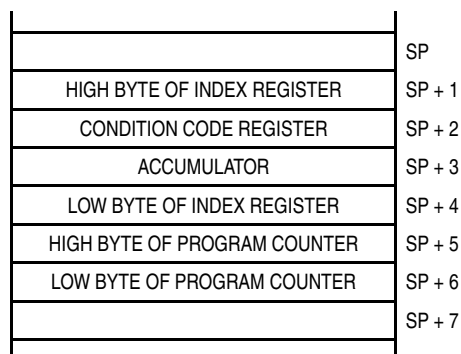 SP
HIGH BYTE OF INDEX REGISTER SP + 1
CONDITION CODE REGISTER SP + 2
ACCUMULATOR SP + 3
LOW BYTE OF INDEX REGISTER SP + 4
HIGH BYTE OF PROGRAM COUNTER SP + 5
LOW BYTE OF PROGRAM COUNTER SP + 6
SP + 7